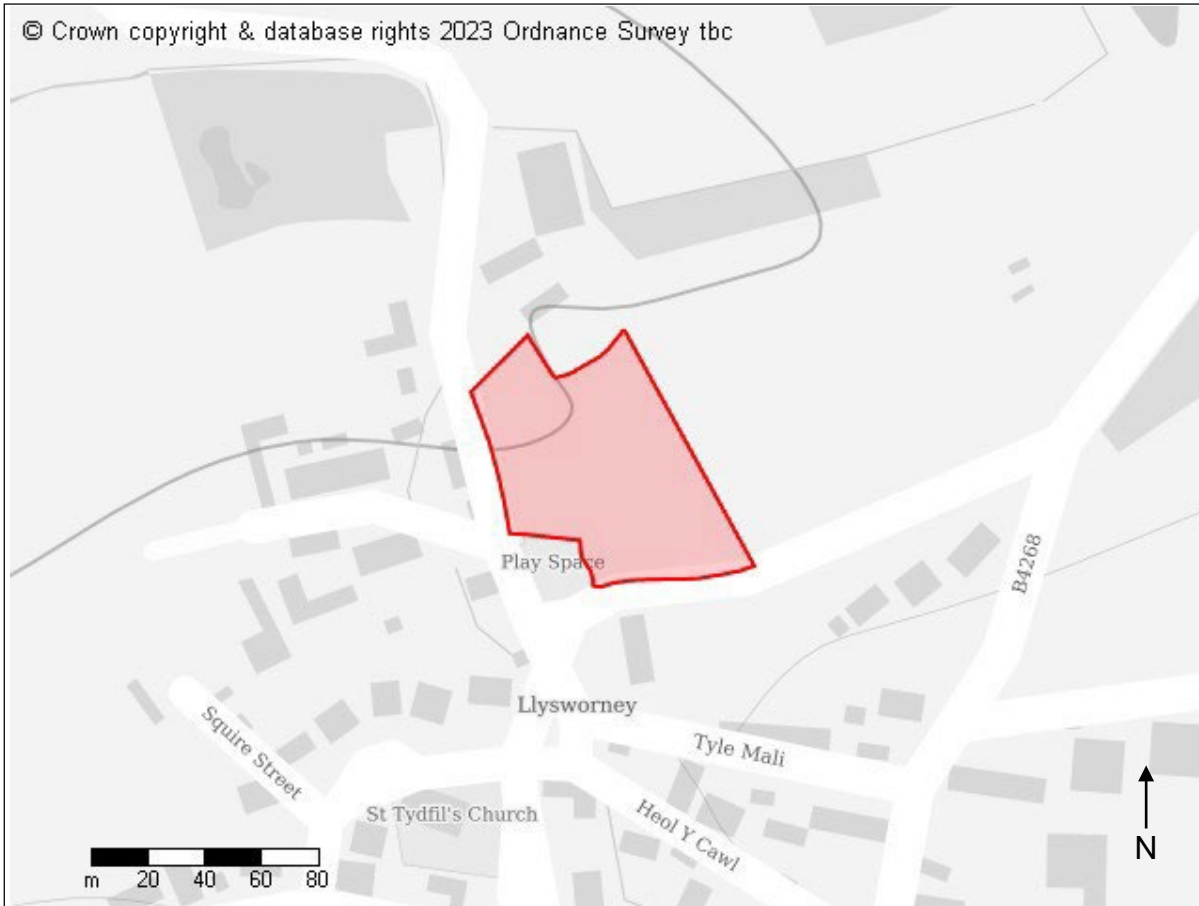 © Crown copyright & database rights 2023 Ordnance Survey tbc
Play Space
B4268
Llysworney
Squire Street
Tyle Mali
St Tydfil's Church
Heol Y Cawl
N
m 20 40 60 80